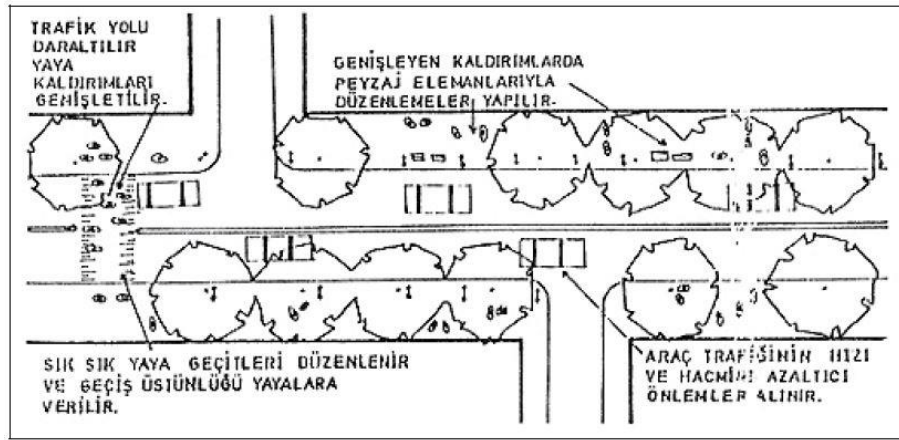 TRAFİK YOLU
DARALTILIR
YAYA
KALDIRIMLARI
GENİŞLETİLİR.
GENİŞLEYEN KALDIRIMLARDA
PEYZAJ ELEMANLARIYLA
DÜZENLEMELER YAPILIR.
SIK SIK YAYA GEÇİTLERİ DÜZENLENİR
VE GEÇİŞ ÜSTÜNLÜĞÜ YAYALARA
VERİLİR.
ARAÇ TRAFİĞİNİN HIZI
VE HACMİNİ AZALTICI
ÖNLEMLER ALINIR.